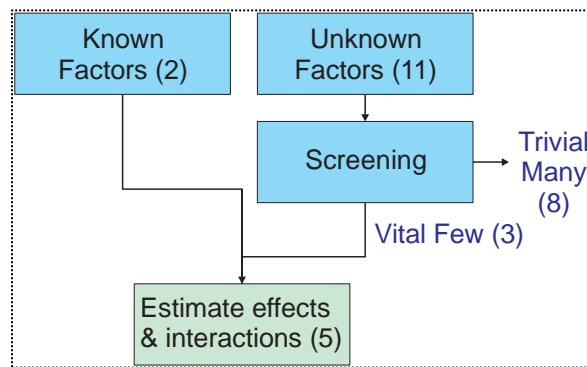 Known
Factors (2)
Unknown
Factors (11)
Screening
Trivial
Many
(8)
Vital Few (3)
Estimate effects
& interactions (5)